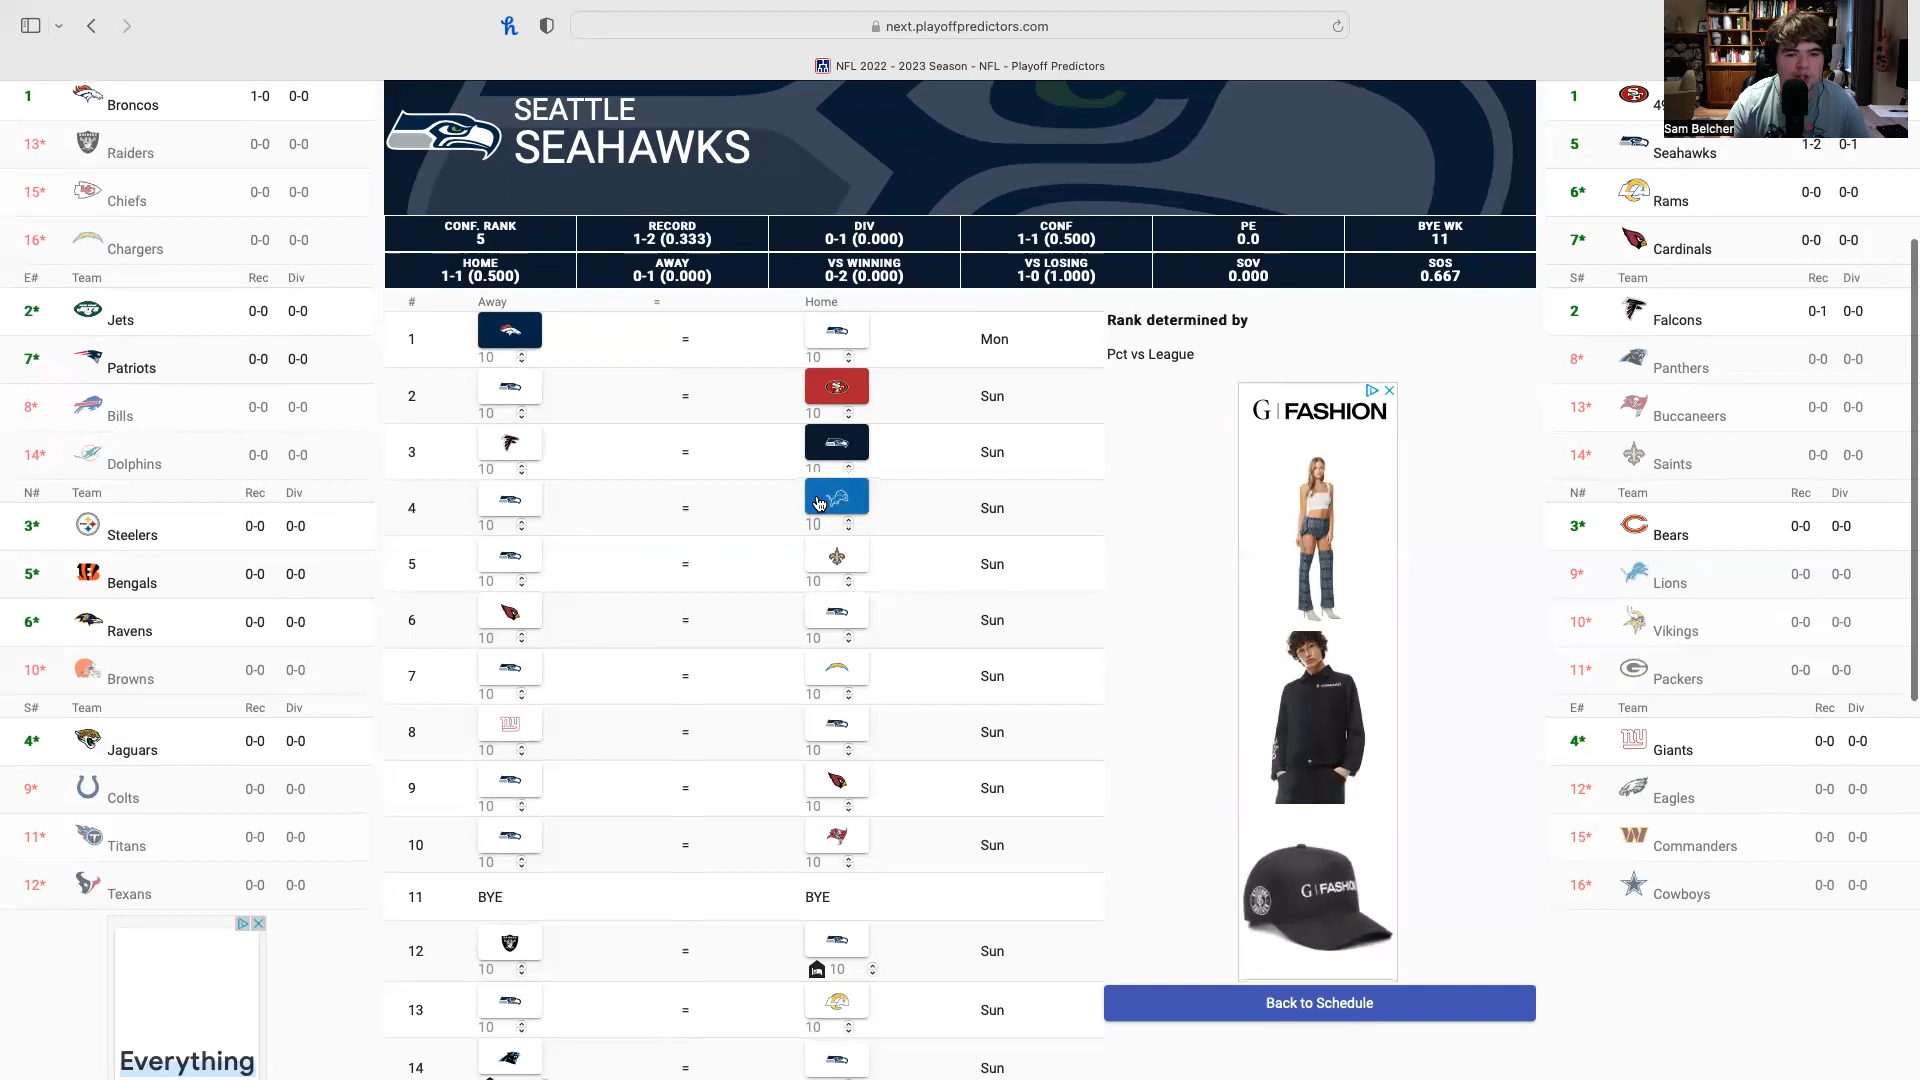 next.playoffpredictors.com
NFL 2022 - 2023 Season - NFL - Playoff Predictors
Sam Belcher
1 Broncos 1-0 0-0
13* Raiders 0-0 0-0
15* Chiefs 0-0 0-0
16* Chargers 0-0 0-0
E# Team Rec Div
2* Jets 0-0 0-0
7* Patriots 0-0 0-0
8* Bills 0-0 0-0
14* Dolphins 0-0 0-0
N# Team Rec Div
3* Steelers 0-0 0-0
5* Bengals 0-0 0-0
6* Ravens 0-0 0-0
10* Browns 0-0 0-0
S# Team Rec Div
4* Jaguars 0-0 0-0
9* Colts 0-0 0-0
11* Titans 0-0 0-0
12* Texans 0-0 0-0
Everything
SEATTLE
SEAHAWKS
CONF. RANK RECORD DIV CONF PE BYE WK
5 1-2 (0.333) 0-1 (0.000) 1-1 (0.500) 0.0 11
HOME AWAY VS WINNING VS LOSING SOV SOS
1-1 (0.500) 0-1 (0.000) 0-2 (0.000) 1-0 (1.000) 0.000 0.667
# Away = Home
1 = Mon
10 10
2 = Sun
10 10
3 = Sun
10 10
4 = Sun
10 10
5 = Sun
10 10
6 = Sun
10 10
7 = Sun
10 10
8 ny = Sun
10 10
9 = Sun
10 10
10 = Sun
10 10
11 BYE BYE
12 = Sun
10 10
13 = Sun
10 10
14 = Sun
Rank determined by
Pct vs League
G | FASHION
G | FASHION
Back to Schedule
1 SF 49
5 Seahawks 1-2 0-1
6* Rams 0-0 0-0
7* Cardinals 0-0 0-0
S# Team Rec Div
2 Falcons 0-1 0-0
8* Panthers 0-0 0-0
13* Buccaneers 0-0 0-0
14* Saints 0-0 0-0
N# Team Rec Div
3* Bears 0-0 0-0
9* Lions 0-0 0-0
10* Vikings 0-0 0-0
11* Packers 0-0 0-0
E# Team Rec Div
4* ny Giants 0-0 0-0
12* Eagles 0-0 0-0
15* Commanders 0-0 0-0
16* Cowboys 0-0 0-0